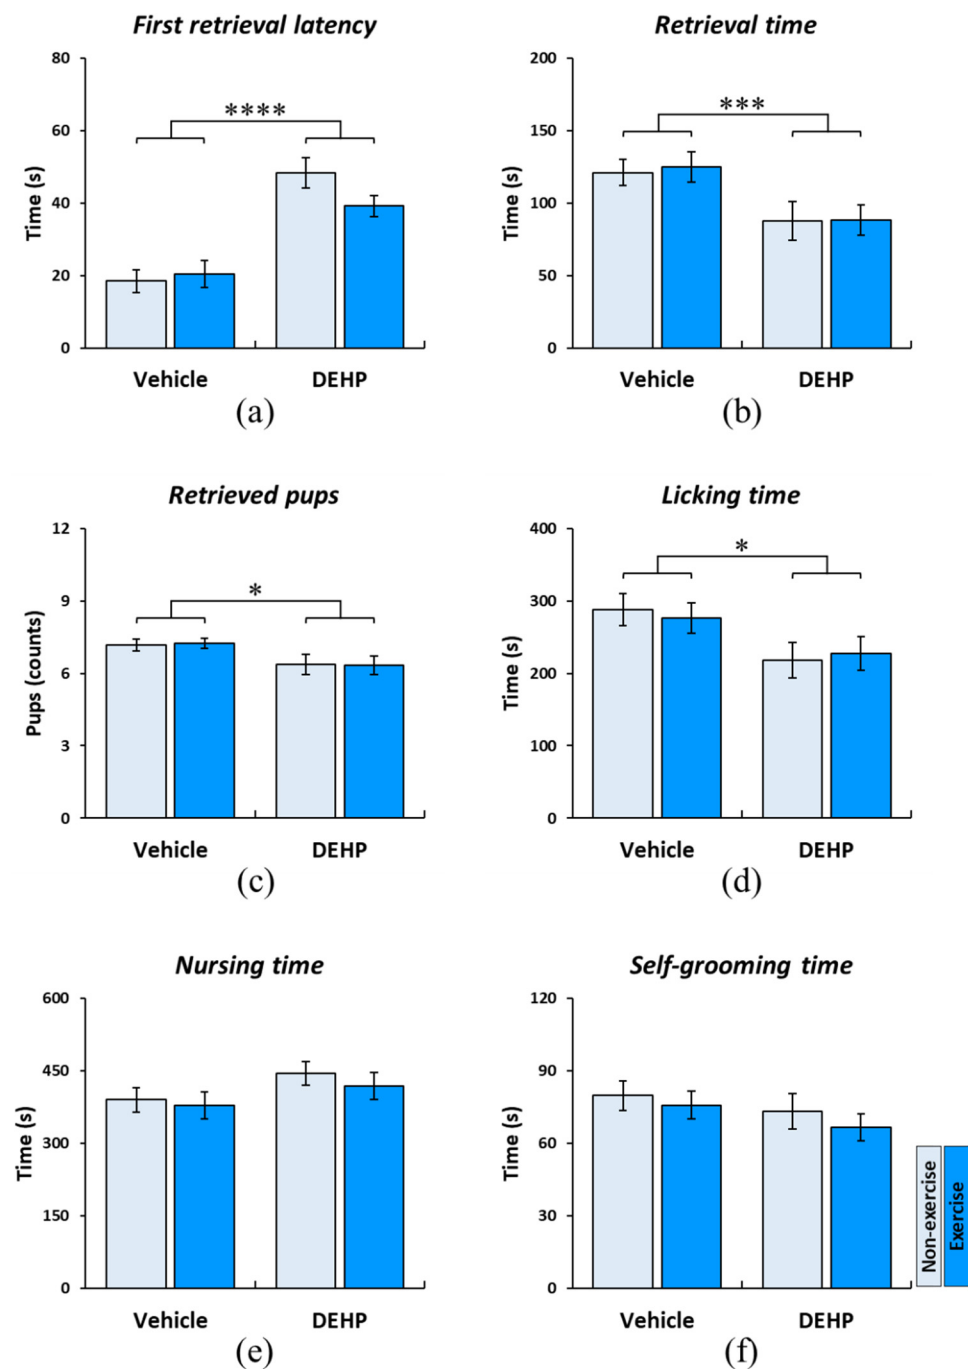 First retrieval latency
80
60
40
20
0
Time (s)
****
Vehicle DEHP
(a)
Retrieval time
200
150
100
50
0
Time (s)
***
Vehicle DEHP
(b)
Retrieved pups
12
9
6
3
0
Pups (counts)
*
Vehicle DEHP
(c)
Licking time
400
300
200
100
0
Time (s)
*
Vehicle DEHP
(d)
Nursing time
600
450
300
150
0
Time (s)
Vehicle DEHP
(e)
Self-grooming time
120
90
60
30
0
Time (s)
Vehicle DEHP
(f)
Non-exercise
Exercise